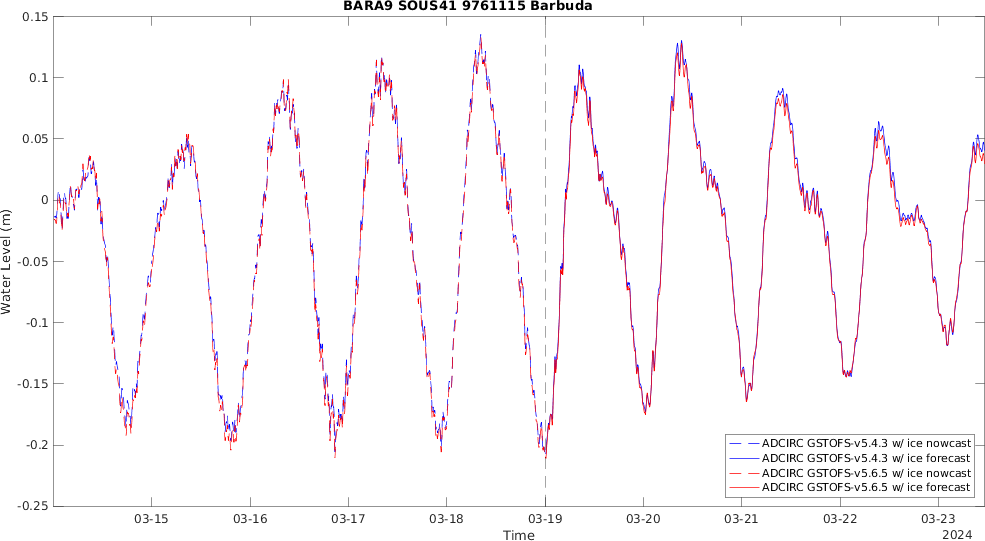 BARA9 SOUS41 9761115 Barbuda
Water Level (m)
0.15
0.1
0.05
0
-0.05
-0.1
-0.15
-0.2
-0.25
ADCIRC GSTOFS-v5.4.3 w/ ice nowcast
ADCIRC GSTOFS-v5.4.3 w/ ice forecast
ADCIRC GSTOFS-v5.6.5 w/ ice nowcast
ADCIRC GSTOFS-v5.6.5 w/ ice forecast
03-15 03-16 03-17 03-18 03-19 03-20 03-21 03-22 03-23
Time
2024